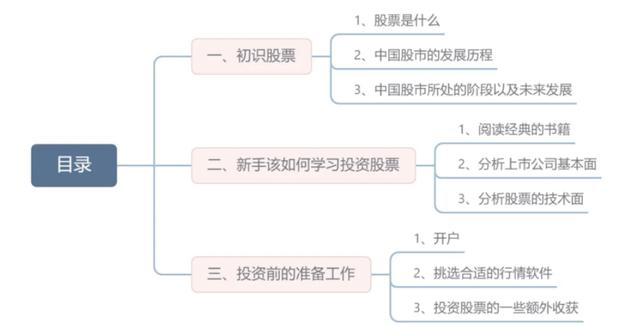 目录
一、初识股票
1、股票是什么
2、中国股市的发展历程
3、中国股市所处的阶段以及未来发展
二、新手该如何学习投资股票
1、阅读经典的书籍
2、分析上市公司基本面
3、分析股票的技术面
三、投资前的准备工作
1、开户
2、挑选合适的行情软件
3、投资股票的一些额外收获